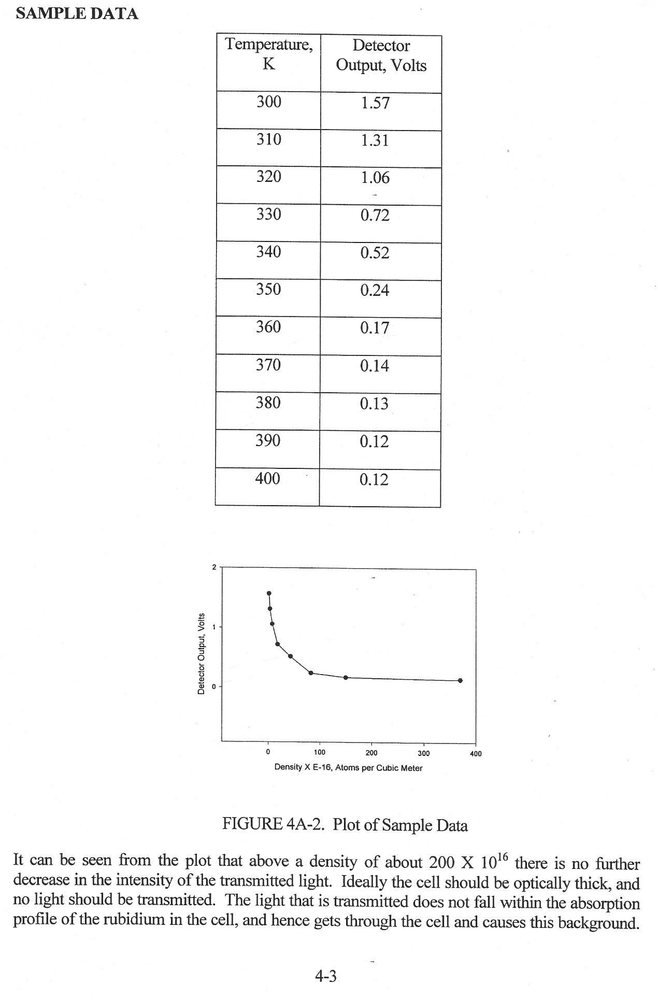 SAMPLE DATA
Temperature, Detector
K Output, Volts
300 1.57
310 1.31
320 1.06
330 0.72
340 0.52
350 0.24
360 0.17
370 0.14
380 0.13
390 0.12
400 0.12
2
1
0
Detector Output, Volts
0 100 200 300 400
Density X E-16, Atoms per Cubic Meter
FIGURE 4A-2. Plot of Sample Data
It can be seen from the plot that above a density of about 200 X 10¹⁶ there is no further
decrease in the intensity of the transmitted light. Ideally the cell should be optically thick, and
no light should be transmitted. The light that is transmitted does not fall within the absorption
profile of the rubidium in the cell, and hence gets through the cell and causes this background.
4-3